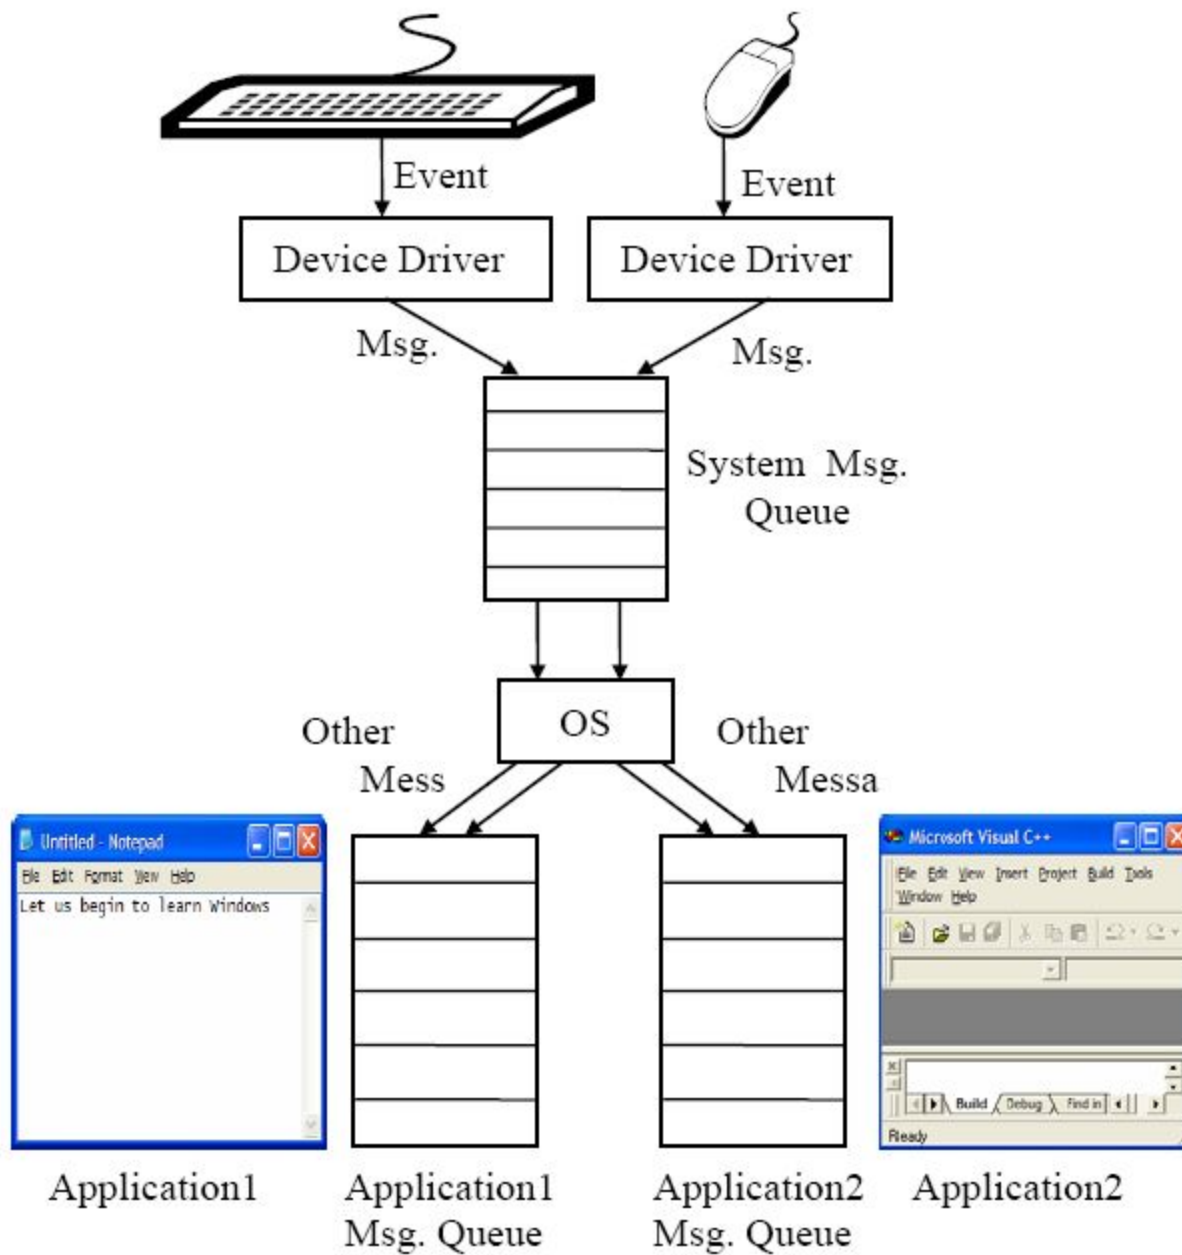 Event
Event
Device Driver
Device Driver
Msg.
Msg.
System Msg.
Queue
OS
Other
Mess
Other
Messa
Untitled - Notepad
File Edit Format View Help
Let us begin to learn Windows
Microsoft Visual C++
File Edit View Insert Project Build Tools
Window Help
Build Debug Find in
Ready
Application1
Application1
Msg. Queue
Application2
Msg. Queue
Application2